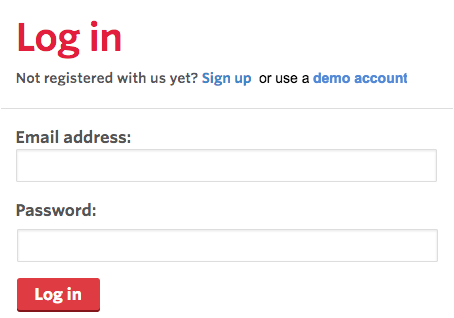 Log in
Not registered with us yet? Sign up or use a demo account
Email address:
Password:
Log in